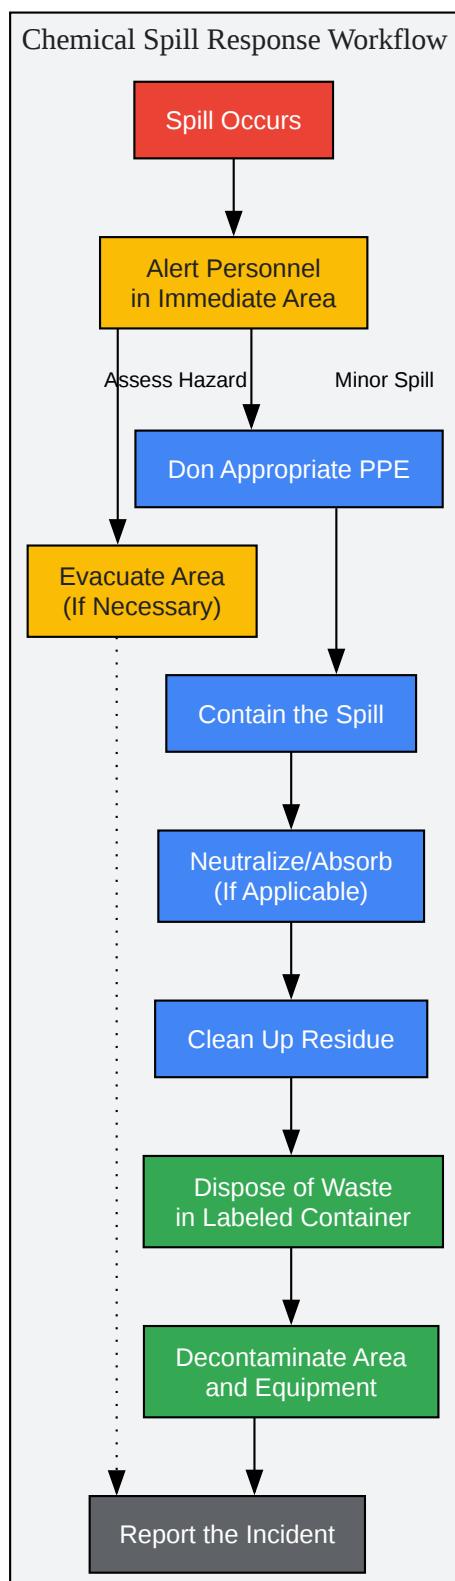 Chemical Spill Response Workflow
Spill Occurs
Alert Personnel
in Immediate Area
Assess Hazard
Minor Spill
Don Appropriate PPE
Evacuate Area
(If Necessary)
Contain the Spill
Neutralize/Absorb
(If Applicable)
Clean Up Residue
Dispose of Waste
in Labeled Container
Decontaminate Area
and Equipment
Report the Incident